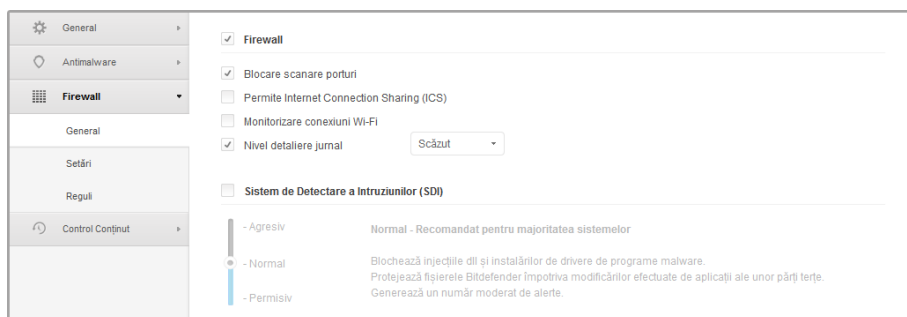 General
Antimalware
Firewall
General
Setări
Reguli
Control Conținut
Firewall
Blocare scanare porturi
Permite Internet Connection Sharing (ICS)
Monitorizare conexiuni Wi-Fi
Nivel detaliere jurnal
Scăzut
Sistem de Detectare a Intruziunilor (SDI)
- Agresiv
- Normal
- Permisiv
Normal - Recomandat pentru majoritatea sistemelor
Blochează injecțiile dll și instalărilor de drivere de programe malware.
Protejează fișierele Bitdefender împotriva modificărilor efectuate de aplicații ale unor părți terțe.
Generează un număr moderat de alerte.